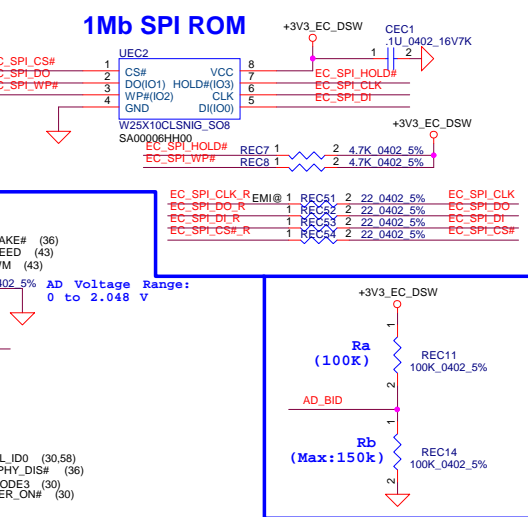 1Mb SPI ROM
+3V3_EC_DSW
CEC1
.1U_0402_16V7K
1 2
UEC2
EC_SPI_CS# 1 CS# VCC 8
EC_SPI_DO 2 DO(IO1) HOLD#(IO3) 7 EC_SPI_HOLD#
EC_SPI_WP# 3 WP#(IO2) CLK 6 EC_SPI_CLK
4 GND DI(IO0) 5 EC_SPI_DI
W25X10CLSNIG_SO8
SA00006HH00
+3V3_EC_DSW
EC_SPI_HOLD# REC7 1 2 4.7K_0402_5%
EC_SPI_WP# REC8 1 2 4.7K_0402_5%
EC_SPI_CLK_R EMI@ 1 REC51 2 22_0402_5% EC_SPI_CLK
EC_SPI_DO_R 1 REC52 2 22_0402_5% EC_SPI_DO
EC_SPI_DI_R 1 REC53 2 22_0402_5% EC_SPI_DI
EC_SPI_CS#_R 1 REC54 2 22_0402_5% EC_SPI_CS#
AKE# (36)
EED (43)
M (43)
02_5% AD Voltage Range:
0 to 2.048 V
+3V3_EC_DSW
1
Ra
(100K)
REC11
100K_0402_5%
2
AD_BID
1
Rb
(Max:150k)
REC14
100K_0402_5%
2
L_ID0 (30,58)
PHY_DIS# (36)
ODE3 (30)
ER_ON# (30)